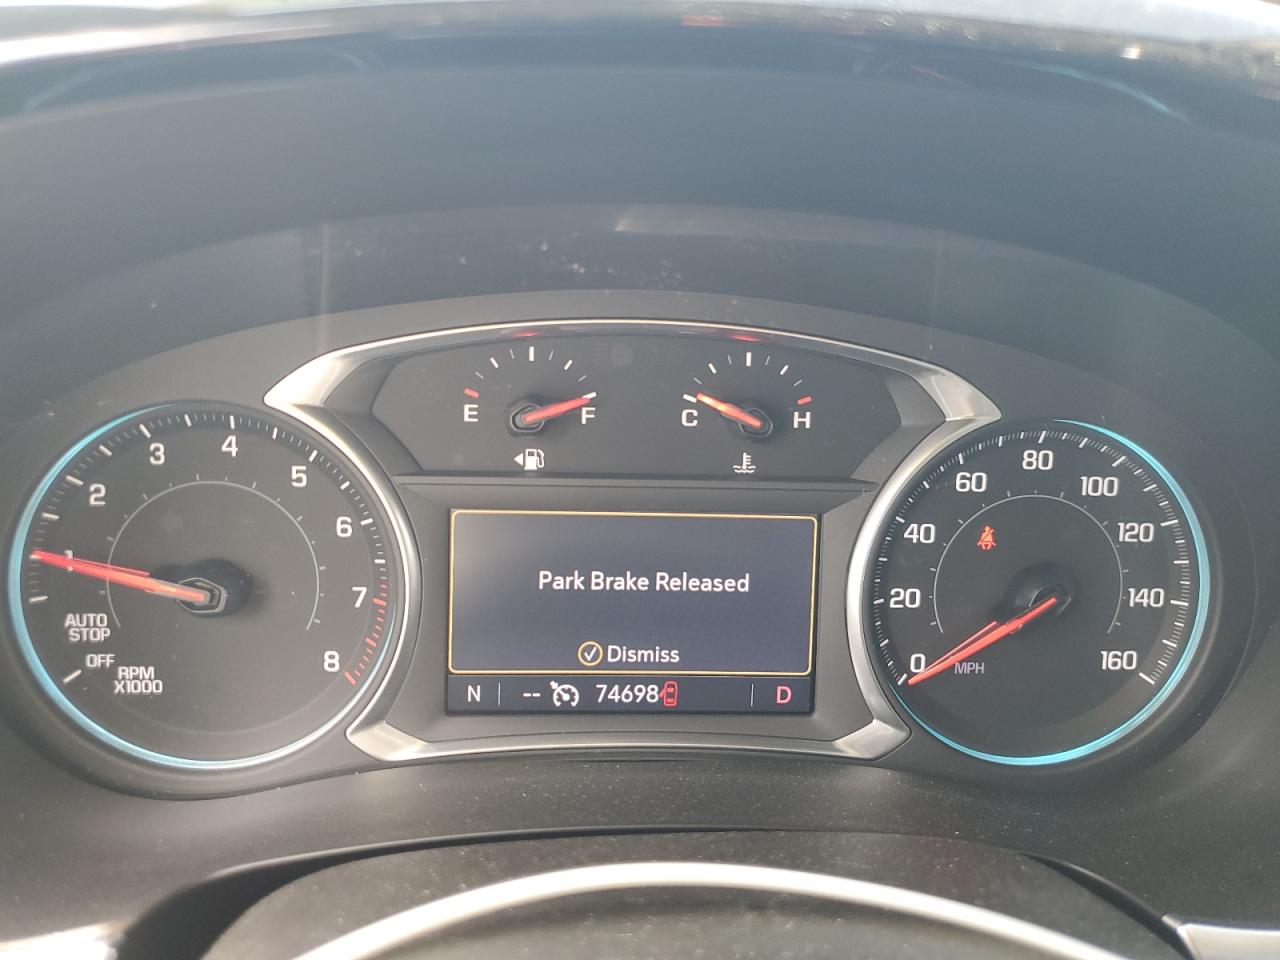 E F
C H
1
2
3
4
5
6
7
8
AUTO
STOP
OFF
RPM
X1000
Park Brake Released
Dismiss
N -- 74698 D
0
20
40
60
80
100
120
140
160
MPH